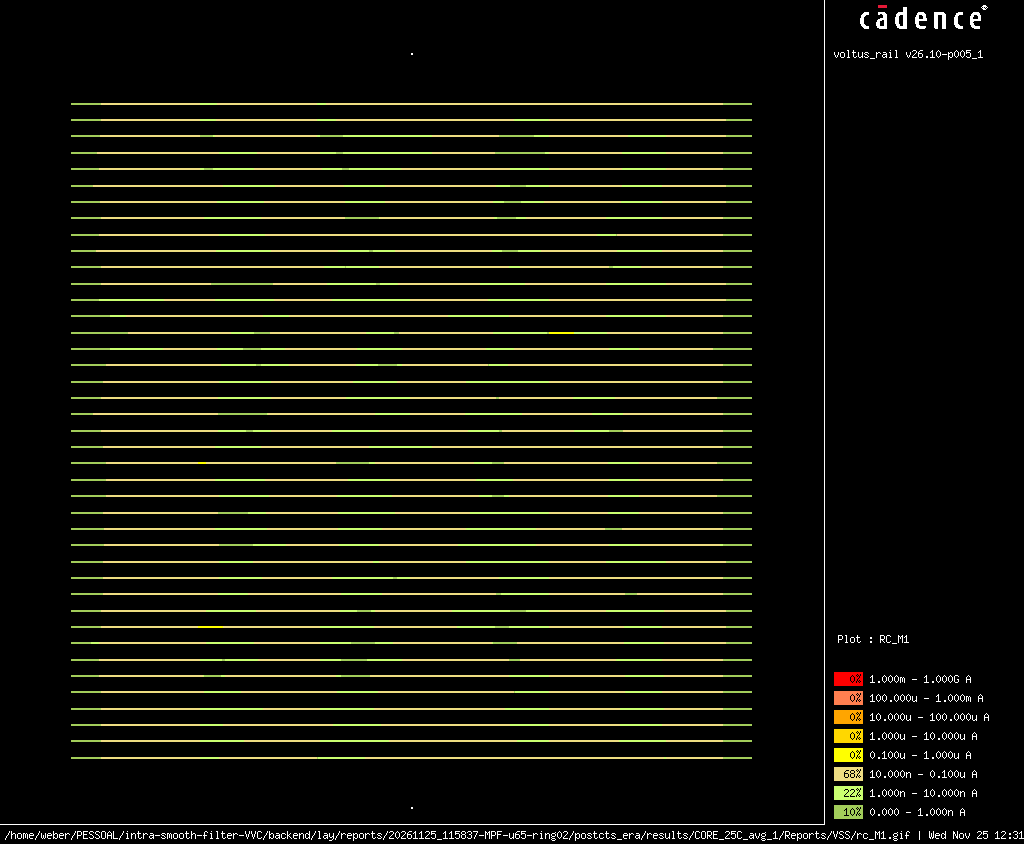 cādence®
voltus_rail v26.10-p005_1
Plot : RC_M1
0% 1.000m - 1.000G A
0% 100.000u - 1.000m A
0% 10.000u - 100.000u A
0% 1.000u - 10.000u A
0% 0.100u - 1.000u A
68% 10.000n - 0.100u A
22% 1.000n - 10.000n A
10% 0.000 - 1.000n A
/home/weber/PESSOAL/intra-smooth-filter-VVC/backend/lay/reports/20261125_115837-MPF-u65-ring02/postcts_era/results/CORE_25C_avg_1/Reports/VSS/rc_M1.gif | Wed Nov 25 12:31